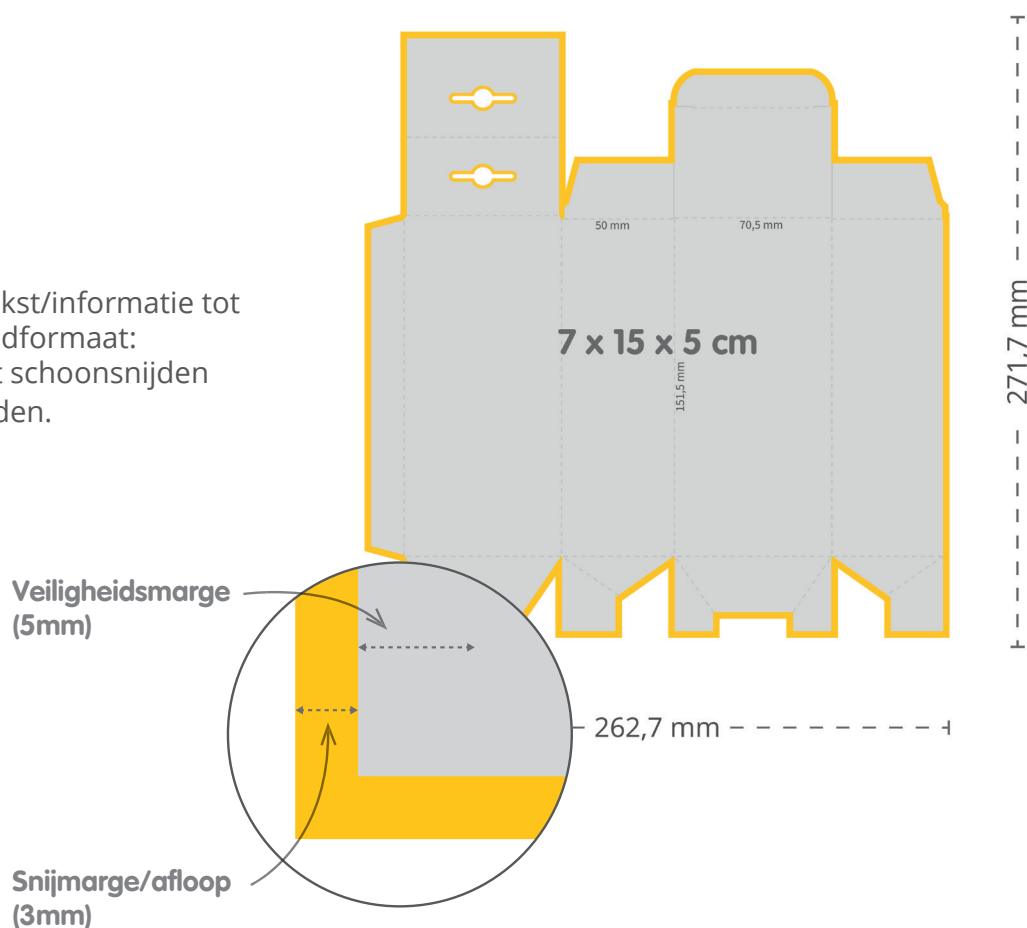 50 mm
70,5 mm
kst/informatie tot
dformaat:
t schoonsnijden
den.
7 x 15 x 5 cm
151,5 mm
271,7 mm
Veiligheidsmarge
(5mm)
262,7 mm
Snijmarge/afloop
(3mm)